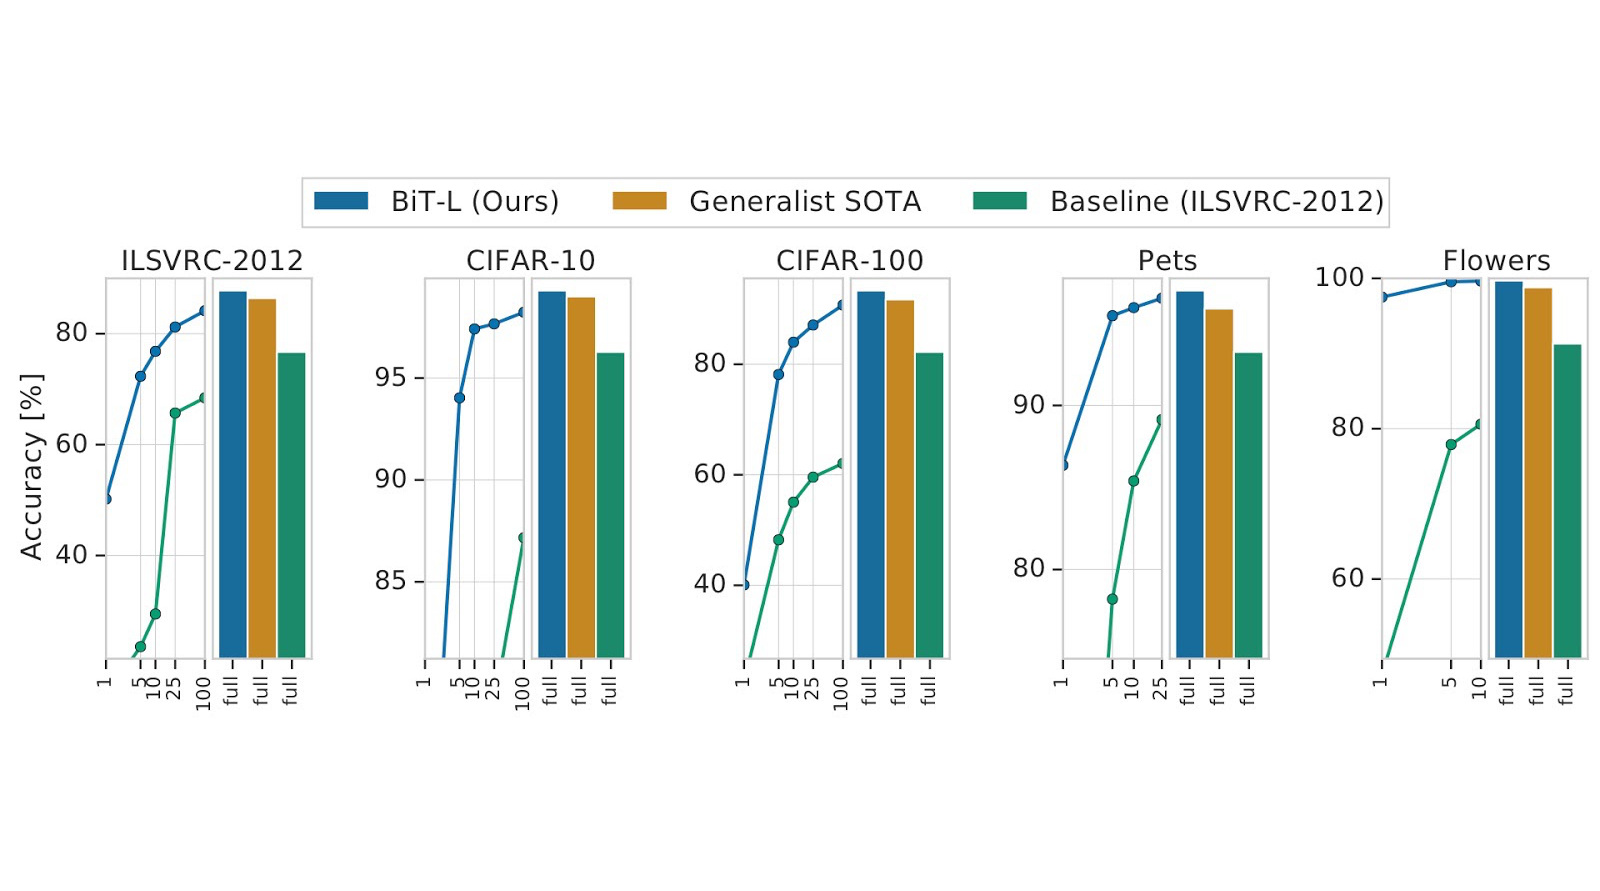 BiT-L (Ours) Generalist SOTA Baseline (ILSVRC-2012)
ILSVRC-2012
Accuracy [%]
80
60
40
1 5 10 25 100 full full full
CIFAR-10
95
90
85
1 5 10 25 100 full full full
CIFAR-100
80
60
40
1 5 10 25 100 full full full
Pets
90
80
1 5 10 25 full full full
Flowers
100
80
60
1 5 10 full full full